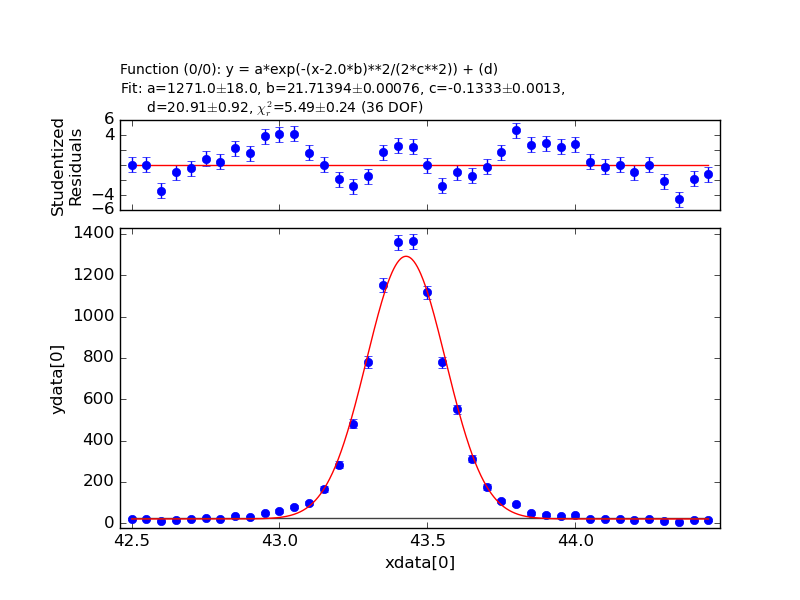 Function (0/0): y = a*exp(-(x-2.0*b)**2/(2*c**2)) + (d)
Fit: a=1271.0±18.0, b=21.71394±0.00076, c=-0.1333±0.0013,
d=20.91±0.92, χ²ᵣ=5.49±0.24 (36 DOF)
Studentized
Residuals
6
4
−4
−6
ydata[0]
1400
1200
1000
800
600
400
200
0
42.5 43.0 43.5 44.0
xdata[0]